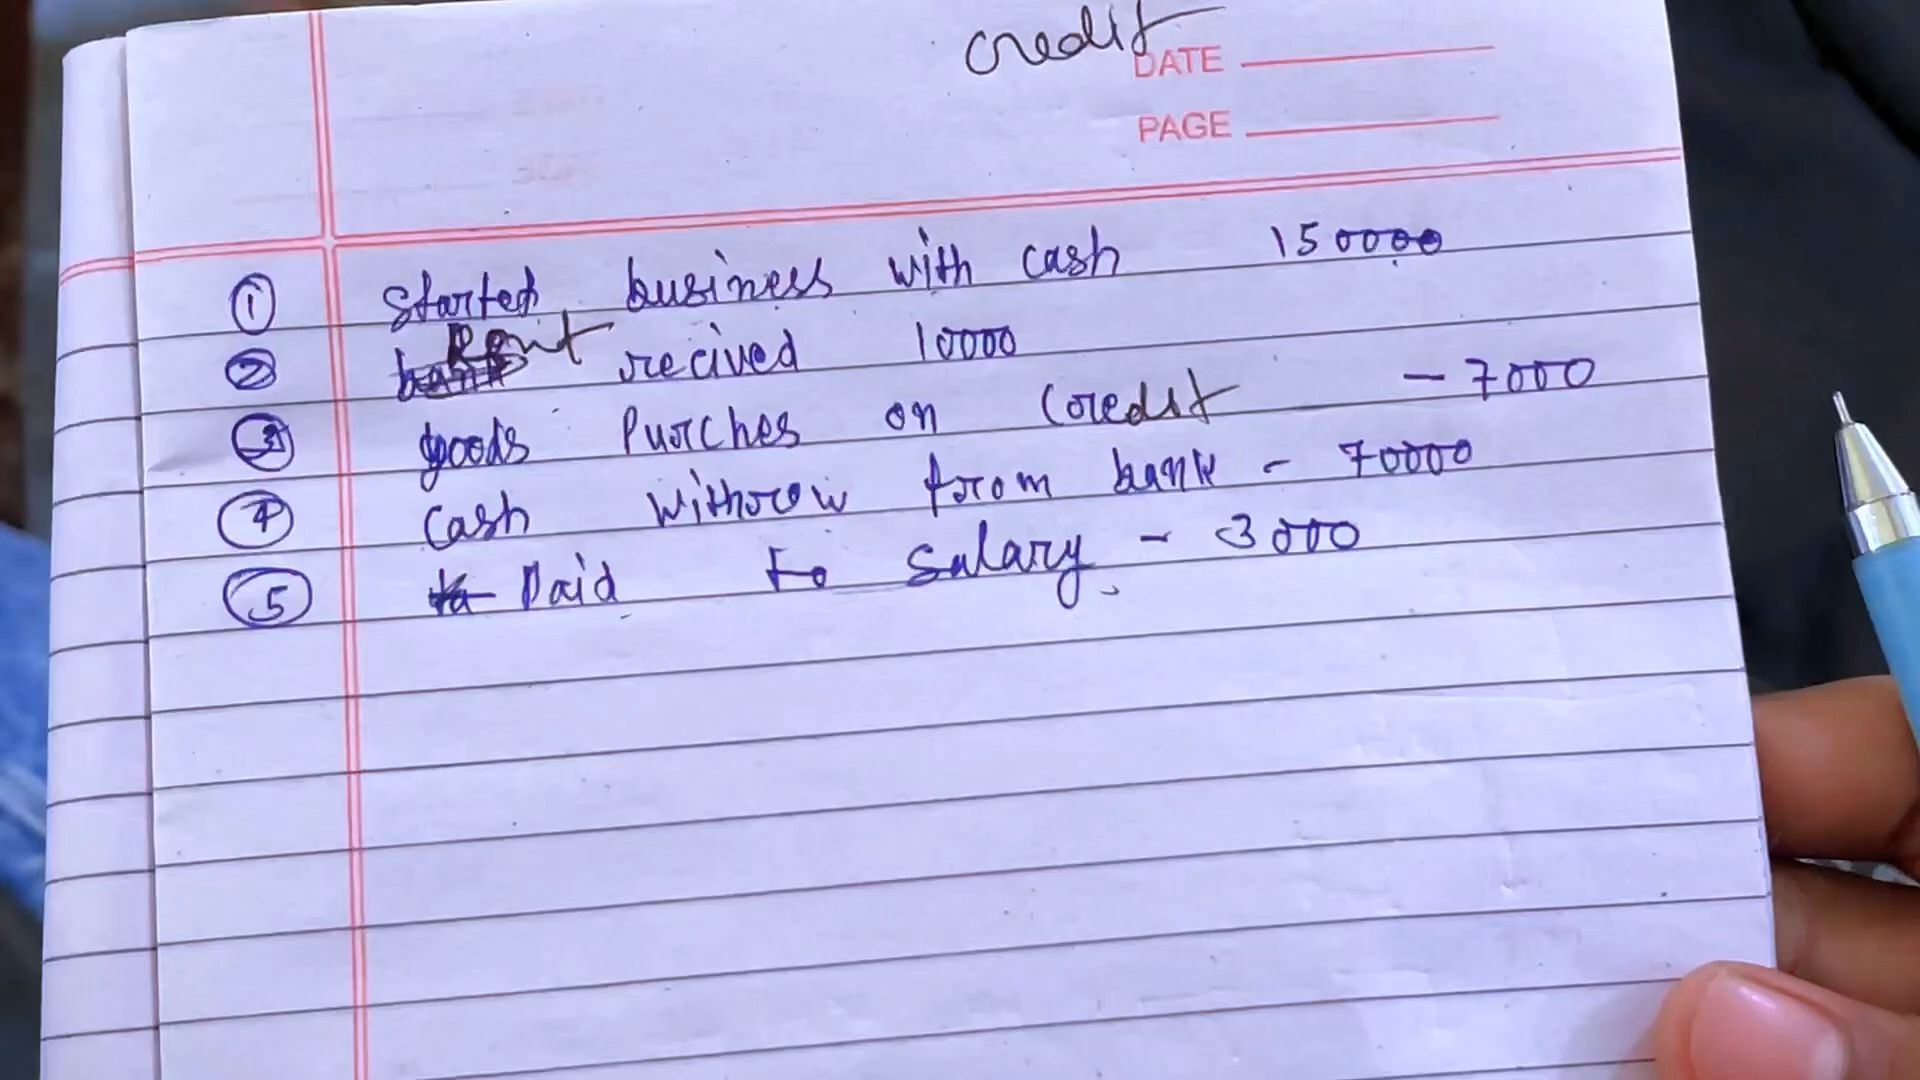 credit
DATE
PAGE
① started business with cash 150000
② Rent recived 10000
③ goods Purches on Credit - 7000
④ Cash withrow from bank - 70000
⑤ Paid to salary - 3000